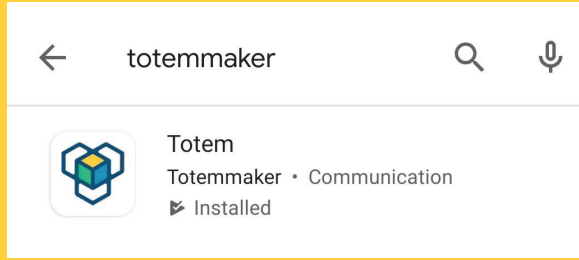 totemmaker
Totem
Totemmaker • Communication
Installed